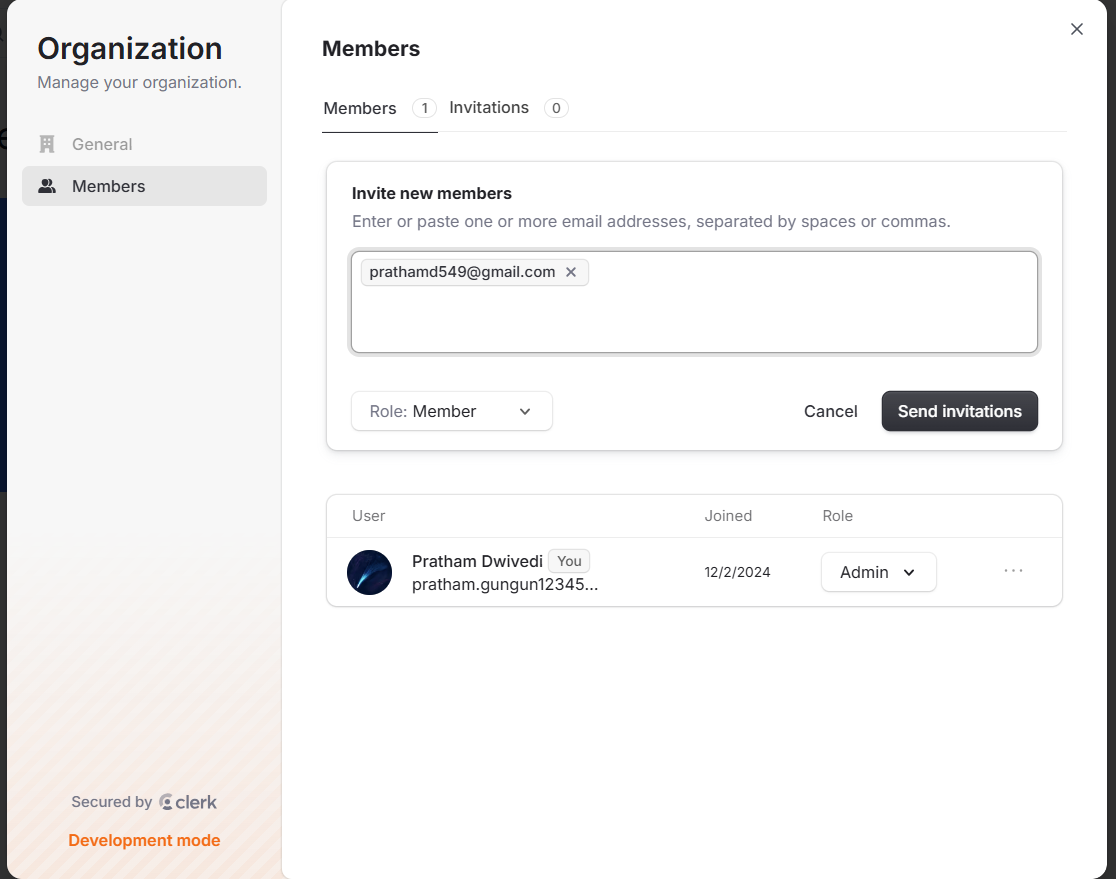 Organization
Manage your organization.
General
Members
Secured by clerk
Development mode
Members
Members 1 Invitations 0
Invite new members
Enter or paste one or more email addresses, separated by spaces or commas.
prathamd549@gmail.com
Role: Member
Cancel
Send invitations
User Joined Role
Pratham Dwivedi You
pratham.gungun12345...
12/2/2024
Admin